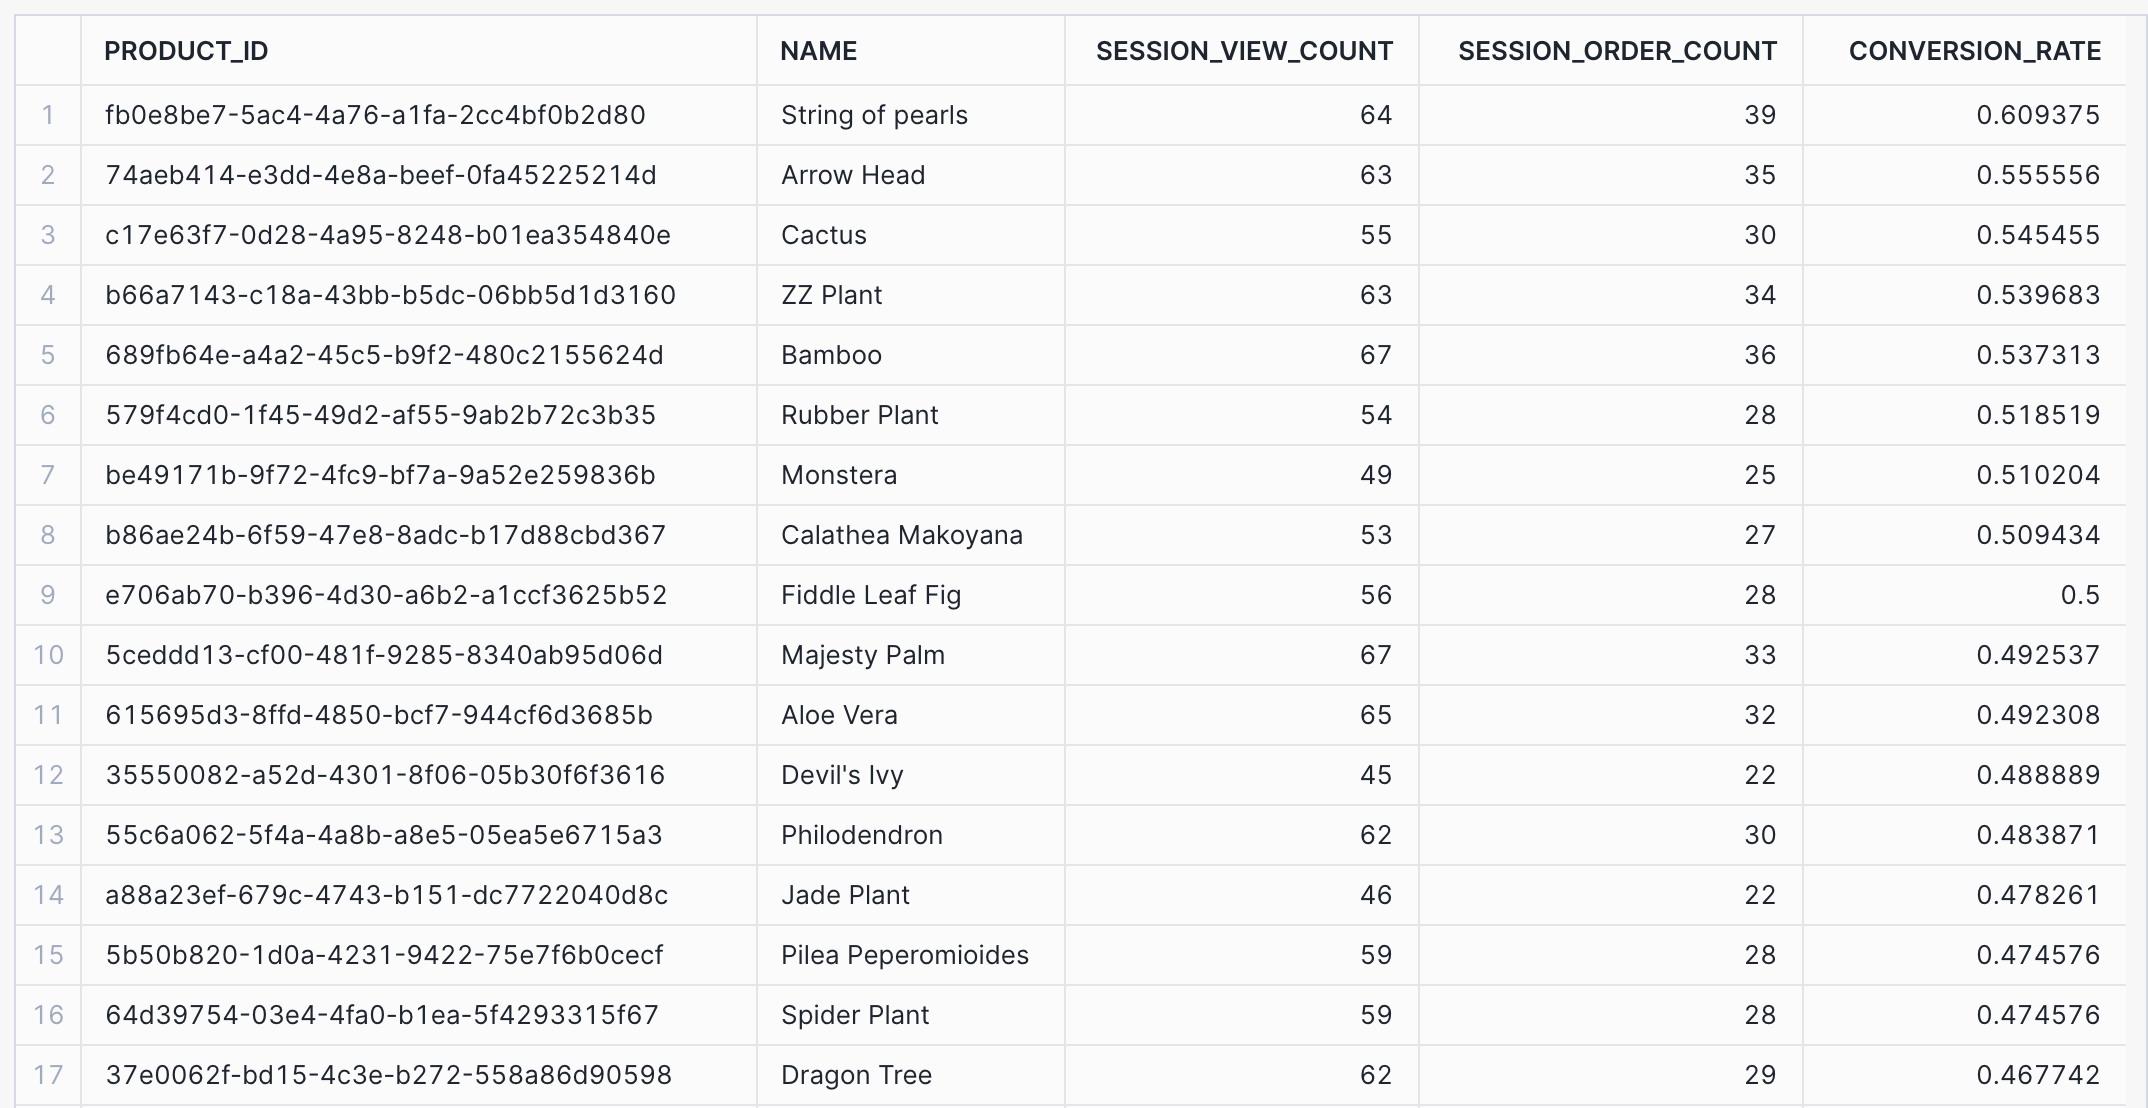 PRODUCT_ID NAME SESSION_VIEW_COUNT SESSION_ORDER_COUNT CONVERSION_RATE
1 fb0e8be7-5ac4-4a76-a1fa-2cc4bf0b2d80 String of pearls 64 39 0.609375
2 74aeb414-e3dd-4e8a-beef-0fa45225214d Arrow Head 63 35 0.555556
3 c17e63f7-0d28-4a95-8248-b01ea354840e Cactus 55 30 0.545455
4 b66a7143-c18a-43bb-b5dc-06bb5d1d3160 ZZ Plant 63 34 0.539683
5 689fb64e-a4a2-45c5-b9f2-480c2155624d Bamboo 67 36 0.537313
6 579f4cd0-1f45-49d2-af55-9ab2b72c3b35 Rubber Plant 54 28 0.518519
7 be49171b-9f72-4fc9-bf7a-9a52e259836b Monstera 49 25 0.510204
8 b86ae24b-6f59-47e8-8adc-b17d88cbd367 Calathea Makoyana 53 27 0.509434
9 e706ab70-b396-4d30-a6b2-a1ccf3625b52 Fiddle Leaf Fig 56 28 0.5
10 5ceddd13-cf00-481f-9285-8340ab95d06d Majesty Palm 67 33 0.492537
11 615695d3-8ffd-4850-bcf7-944cf6d3685b Aloe Vera 65 32 0.492308
12 35550082-a52d-4301-8f06-05b30f6f3616 Devil's Ivy 45 22 0.488889
13 55c6a062-5f4a-4a8b-a8e5-05ea5e6715a3 Philodendron 62 30 0.483871
14 a88a23ef-679c-4743-b151-dc7722040d8c Jade Plant 46 22 0.478261
15 5b50b820-1d0a-4231-9422-75e7f6b0cecf Pilea Peperomioides 59 28 0.474576
16 64d39754-03e4-4fa0-b1ea-5f4293315f67 Spider Plant 59 28 0.474576
17 37e0062f-bd15-4c3e-b272-558a86d90598 Dragon Tree 62 29 0.467742